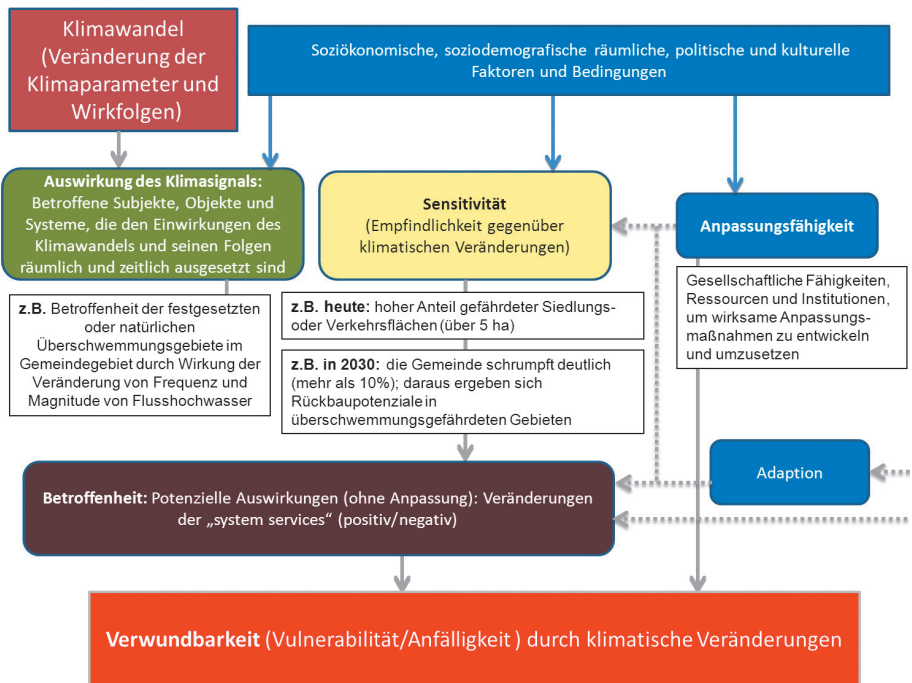 Klimawandel
(Veränderung der
Klimaparameter und
Wirkfolgen)
Soziökonomische, soziodemografische räumliche, politische und kulturelle
Faktoren und Bedingungen
Auswirkung des Klimasignals:
Betroffene Subjekte, Objekte und
Systeme, die den Einwirkungen des
Klimawandels und seinen Folgen
räumlich und zeitlich ausgesetzt sind
Sensitivität
(Empfindlichkeit gegenüber
klimatischen Veränderungen)
Anpassungsfähigkeit
z.B. Betroffenheit der festgesetzten
oder natürlichen
Überschwemmungsgebiete im
Gemeindegebiet durch Wirkung der
Veränderung von Frequenz und
Magnitude von Flusshochwasser
z.B. heute: hoher Anteil gefährdeter Siedlungs-
oder Verkehrsflächen (über 5 ha)
z.B. in 2030: die Gemeinde schrumpft deutlich
(mehr als 10%); daraus ergeben sich
Rückbaupotenziale in
überschwemmungsgefährdeten Gebieten
Gesellschaftliche Fähigkeiten,
Ressourcen und Institutionen,
um wirksame Anpassungs-
maßnahmen zu entwickeln
und umzusetzen
Betroffenheit: Potenzielle Auswirkungen (ohne Anpassung): Veränderungen
der „system services“ (positiv/negativ)
Adaption
Verwundbarkeit (Vulnerabilität/Anfälligkeit ) durch klimatische Veränderungen